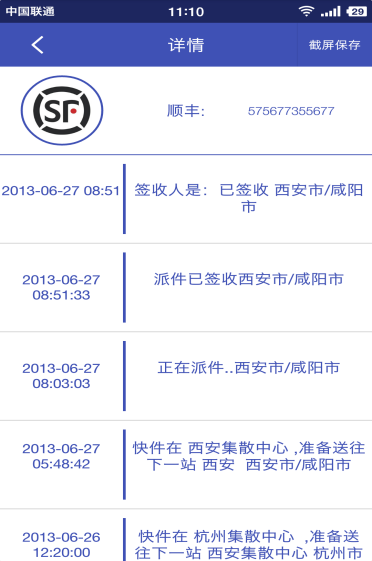 中国联通 11:10 29
详情 截屏保存
SF 顺丰: 575677355677
2013-06-27 08:51 签收人是: 已签收 西安市/咸阳
市
2013-06-27
08:51:33
派件已签收西安市/咸阳市
2013-06-27
08:03:03
正在派件..西安市/咸阳市
2013-06-27
05:48:42
快件在 西安集散中心 ,准备送往
下一站 西安 西安市/咸阳市
2013-06-26
12:20:00
快件在 杭州集散中心 ,准备送
往下一站 西安集散中心 杭州市